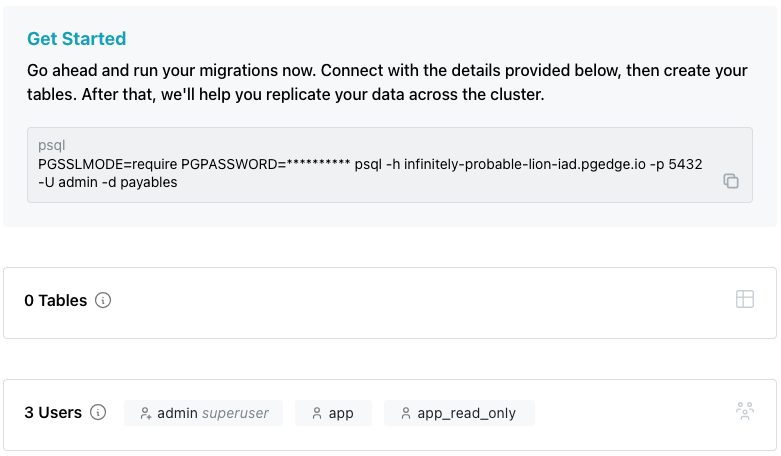 Get Started
Go ahead and run your migrations now. Connect with the details provided below, then create your
tables. After that, we'll help you replicate your data across the cluster.
psql
PGSSLMODE=require PGPASSWORD=********** psql -h infinitely-probable-lion-iad.pgedge.io -p 5432
-U admin -d payables
0 Tables
3 Users admin superuser app app_read_only